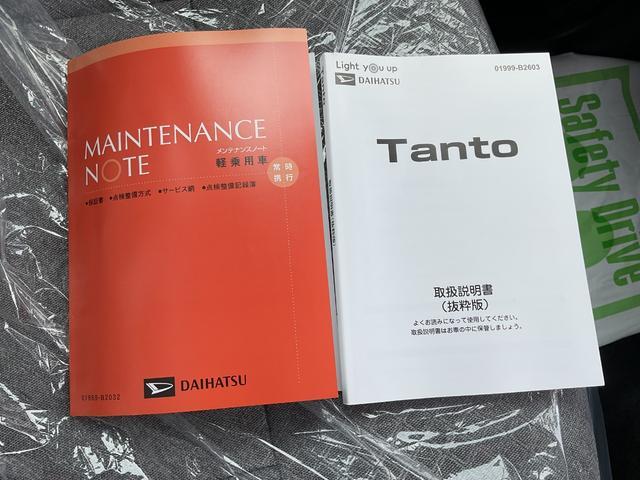 MAINTENANCE
NOTE
メンテナンスノート
軽乗用車
常時
携行
•保証書 •点検整備方式 •サービス網 •点検整備記録簿
DAIHATSU
01999-B2032
Light you up
DAIHATSU
01999-B2603
Tanto
取扱説明書
(抜粋版)
よくお読みになって使用してください。
取扱説明書はお車の中に保管しましょう。
Safety Drive